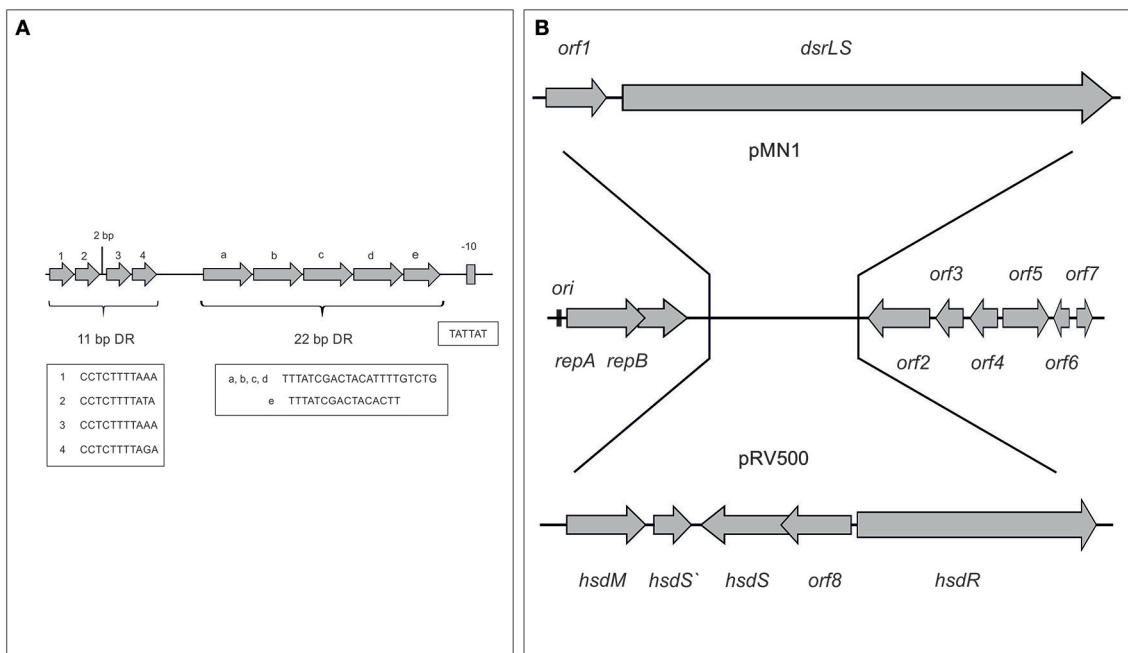 A
2 bp
1 2 3 4 a b c d e -10
11 bp DR 22 bp DR TATTAT
1 CCTCTTTTAAA
2 CCTCTTTTATA
3 CCTCTTTTAAA
4 CCTCTTTTAGA
a, b, c, d TTTATCGACTACATTTTGTCTG
e TTTATCGACTACACTT
B
orf1 dsrLS
pMN1
ori orf3 orf5 orf7
repA repB orf2 orf4 orf6
pRV500
hsdM hsdS` hsdS orf8 hsdR